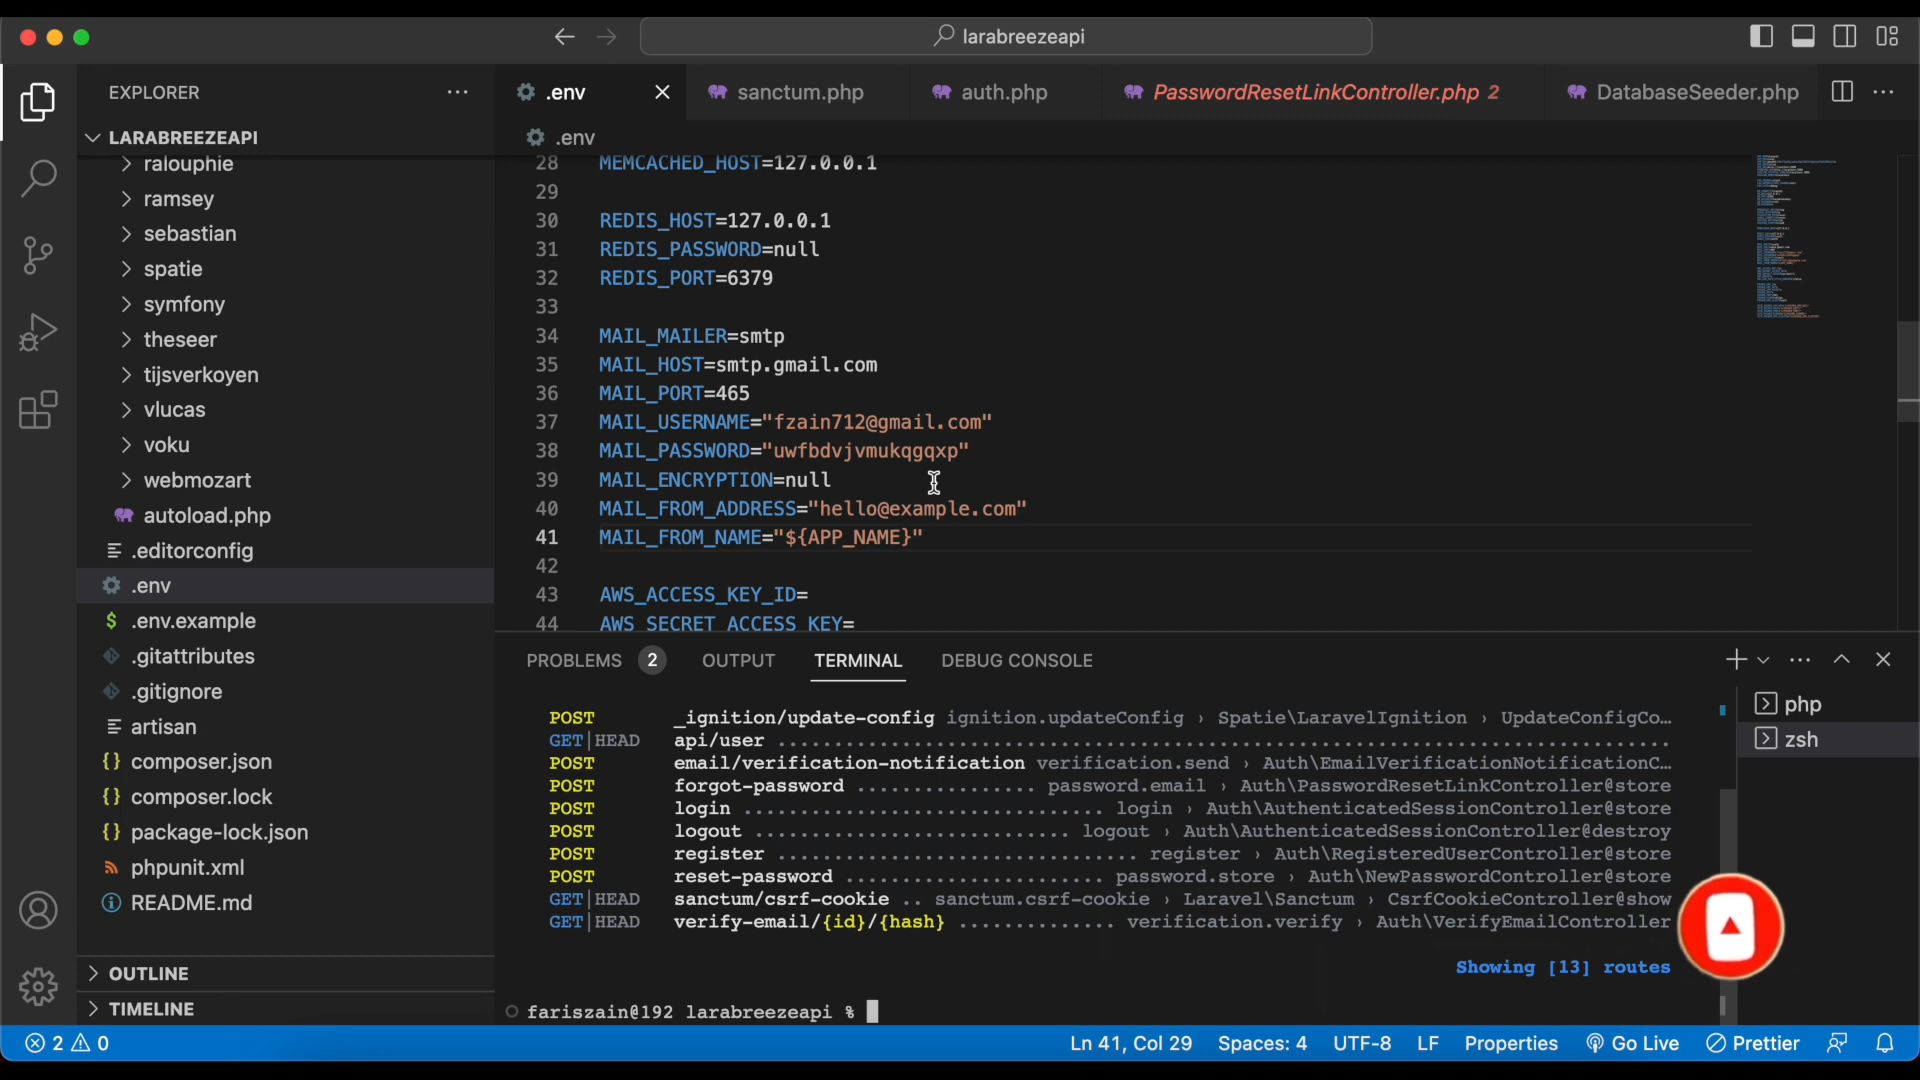 larabreezeapi
EXPLORER
LARABREEZEAPI
ralouphie
ramsey
sebastian
spatie
symfony
theseer
tijsverkoyen
vlucas
voku
webmozart
autoload.php
.editorconfig
.env
.env.example
.gitattributes
.gitignore
artisan
composer.json
composer.lock
package-lock.json
phpunit.xml
README.md
OUTLINE
TIMELINE
.env
sanctum.php
auth.php
PasswordResetLinkController.php 2
DatabaseSeeder.php
.env
28 MEMCACHED_HOST=127.0.0.1
29
30 REDIS_HOST=127.0.0.1
31 REDIS_PASSWORD=null
32 REDIS_PORT=6379
33
34 MAIL_MAILER=smtp
35 MAIL_HOST=smtp.gmail.com
36 MAIL_PORT=465
37 MAIL_USERNAME="fzain712@gmail.com"
38 MAIL_PASSWORD="uwfbdvjvmukqgqxp"
39 MAIL_ENCRYPTION=null
40 MAIL_FROM_ADDRESS="hello@example.com"
41 MAIL_FROM_NAME="${APP_NAME}"
42
43 AWS_ACCESS_KEY_ID=
44 AWS_SECRET_ACCESS_KEY=
PROBLEMS 2 OUTPUT TERMINAL DEBUG CONSOLE
POST _ignition/update-config ignition.updateConfig › Spatie\LaravelIgnition › UpdateConfigCo…
GET|HEAD api/user ............................................................................
POST email/verification-notification verification.send › Auth\EmailVerificationNotificationC…
POST forgot-password ................ password.email › Auth\PasswordResetLinkController@store
POST login ................................ login › Auth\AuthenticatedSessionController@store
POST logout ............................ logout › Auth\AuthenticatedSessionController@destroy
POST register ................................ register › Auth\RegisteredUserController@store
POST reset-password ....................... password.store › Auth\NewPasswordController@store
GET|HEAD sanctum/csrf-cookie .. sanctum.csrf-cookie › Laravel\Sanctum › CsrfCookieController@show
GET|HEAD verify-email/{id}/{hash} .............. verification.verify › Auth\VerifyEmailController
Showing [13] routes
fariszain@192 larabreezeapi %
php
zsh
2 0
Ln 41, Col 29 Spaces: 4 UTF-8 LF Properties Go Live Prettier